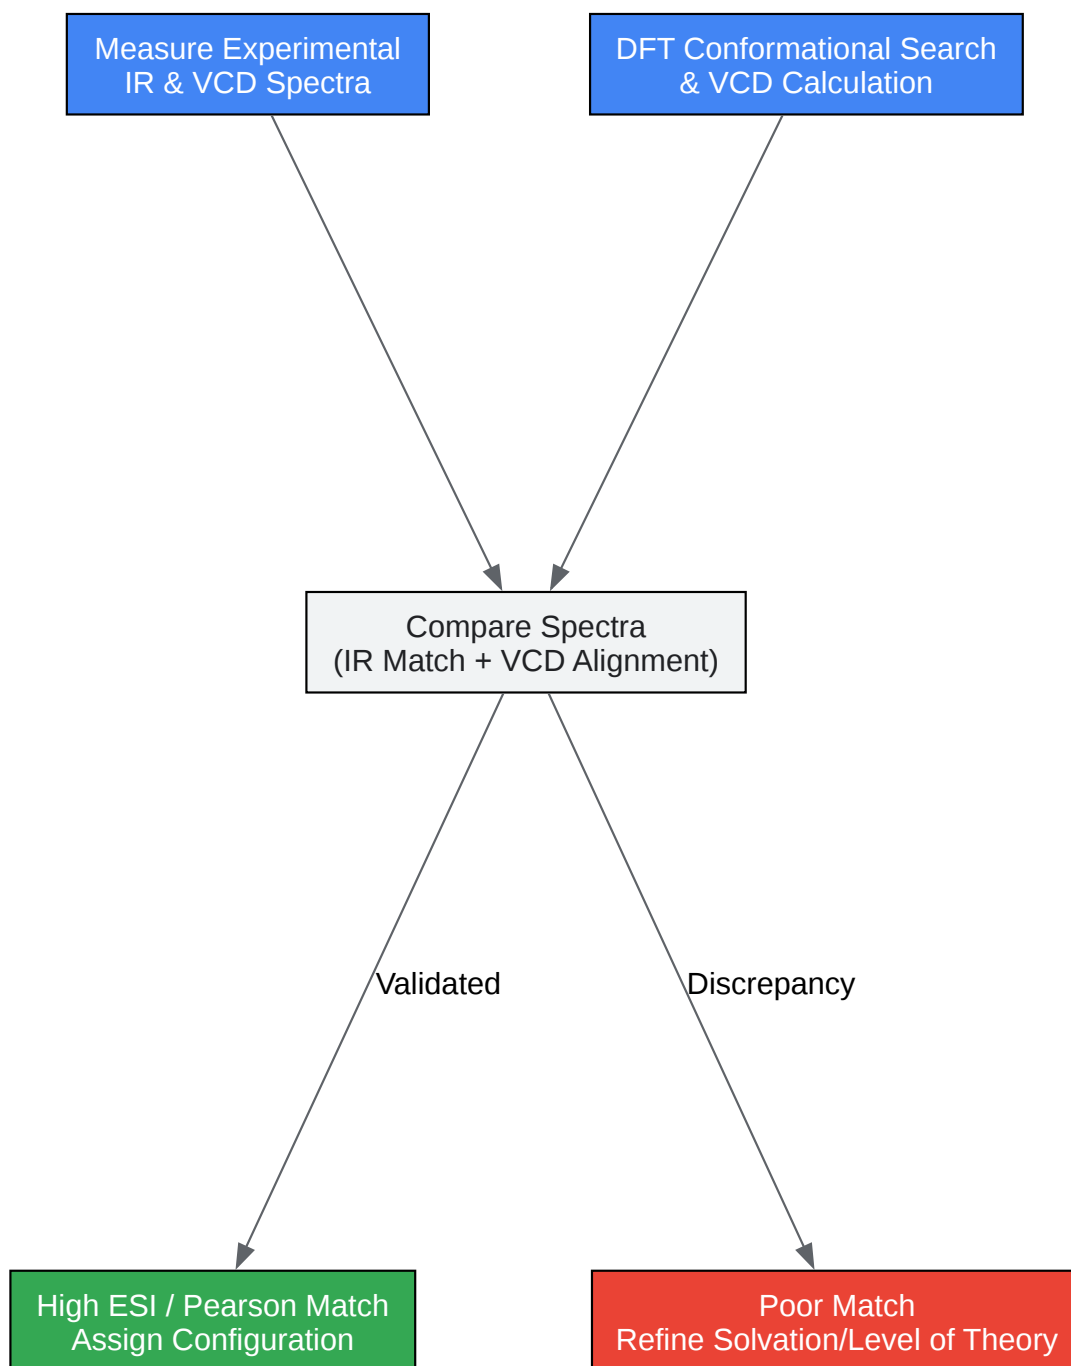 Measure Experimental
IR & VCD Spectra
DFT Conformational Search
& VCD Calculation
Compare Spectra
(IR Match + VCD Alignment)
Validated
Discrepancy
High ESI / Pearson Match
Assign Configuration
Poor Match
Refine Solvation/Level of Theory